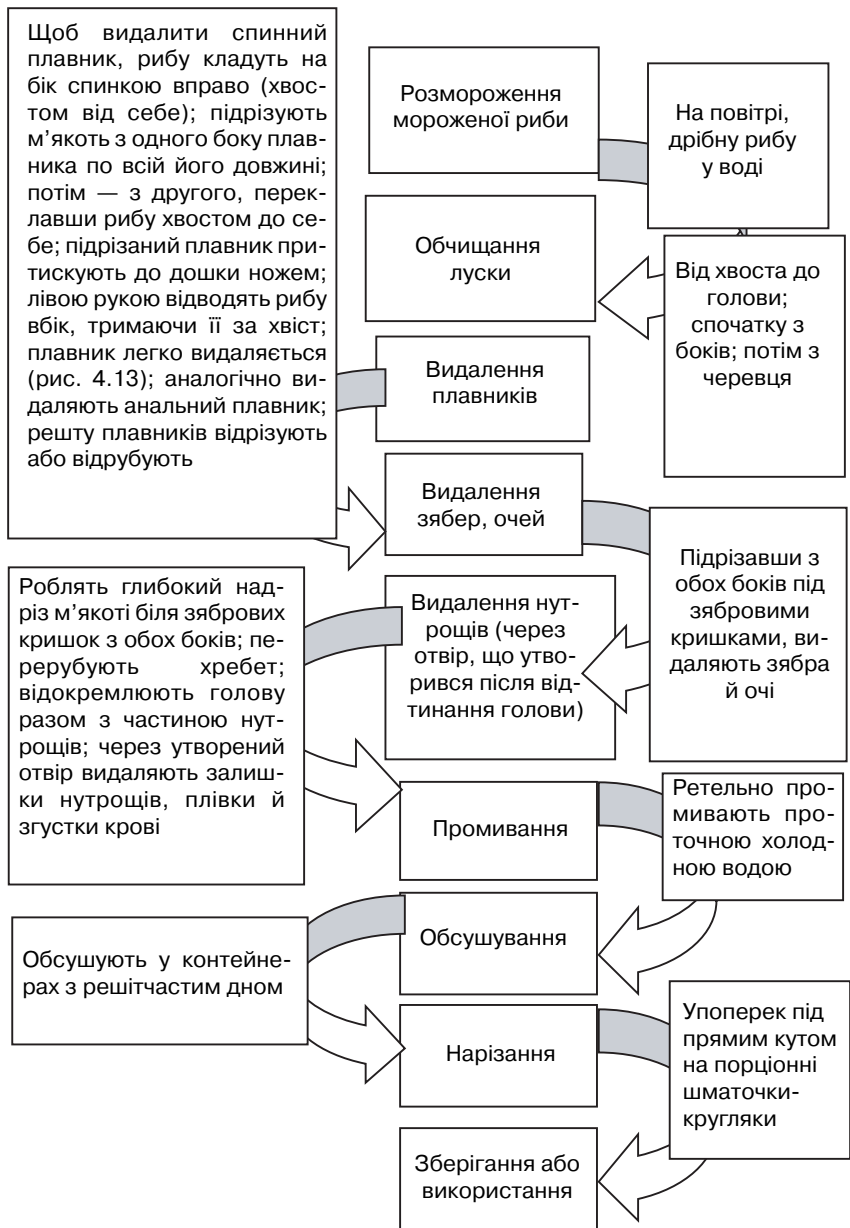 Розмороження
мороженої риби
На повітрі,
дрібну рибу
у воді
Обчищання
луски
Від хвоста до
голови;
спочатку з
боків; потім з
черевця
Видалення
плавників
Щоб видалити спинний
плавник, рибу кладуть на
бік спинкою вправо (хвос-
том від себе); підрізують
м’якоть з одного боку плав-
ника по всій його довжині;
потім — з другого, перек-
лавши рибу хвостом до се-
бе; підрізаний плавник при-
тискують до дошки ножем;
лівою рукою відводять рибу
вбік, тримаючи її за хвіст;
плавник легко видаляється
(рис. 4.13); аналогічно ви-
даляють анальний плавник;
решту плавників відрізують
або відрубують
Видалення
зябер, очей
Підрізавши з
обох боків під
зябровими
кришками, ви-
даляють зябра
й очі
Видалення нут-
рощів (через
отвір, що утво-
рився після від-
тинання голови)
Роблять глибокий над-
різ м’якоті біля зябрових
кришок з обох боків; пе-
рерубують хребет;
відокремлюють голову
разом з частиною нут-
рощів; через утворений
отвір видаляють залиш-
ки нутрощів, плівки й
згустки крові
Промивання
Ретельно про-
мивають про-
точною холод-
ною водою
Обсушування
Обсушують у контейне-
рах з решітчастим дном
Нарізання
Упоперек під
прямим кутом
на порціонні
шматочки-
кругляки
Зберігання або
використання